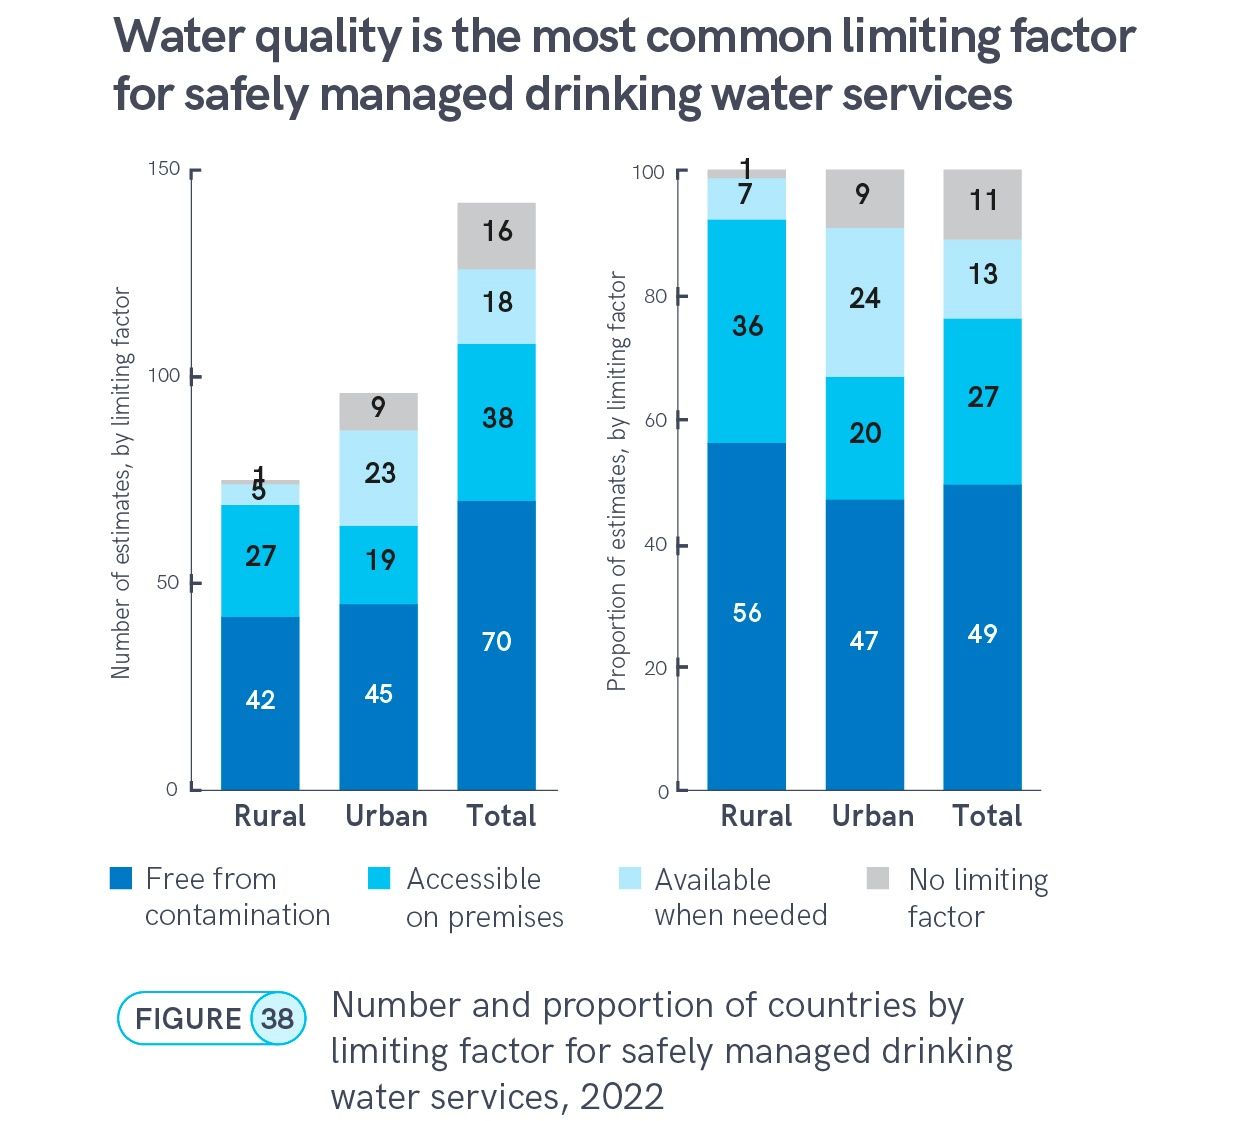 Water quality is the most common limiting factor
for safely managed drinking water services
Number of estimates, by limiting factor
150
100
50
0
1
5
27
42
9
23
19
45
16
18
38
70
Rural
Urban
Total
Proportion of estimates, by limiting factor
100
80
60
40
20
0
1
7
36
56
9
24
20
47
11
13
27
49
Rural
Urban
Total
Free from
contamination
Accessible
on premises
Available
when needed
No limiting
factor
FIGURE 38
Number and proportion of countries by
limiting factor for safely managed drinking
water services, 2022